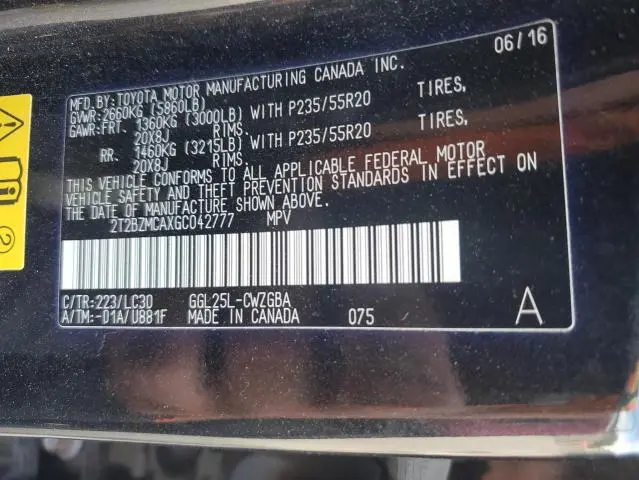 06/16
MFD.BY:TOYOTA MOTOR MANUFACTURING CANADA INC.
GVWR:2660KG (5860LB)
GAWR:FRT. 1360KG (3000LB) WITH P235/55R20 TIRES,
20X8J RIMS.
RR. 1460KG (3215LB) WITH P235/55R20 TIRES,
20X8J RIMS.
THIS VEHICLE CONFORMS TO ALL APPLICABLE FEDERAL MOTOR
VEHICLE SAFETY AND THEFT PREVENTION STANDARDS IN EFFECT ON
THE DATE OF MANUFACTURE SHOWN ABOVE.
2T2BZMCAXGC042777 MPV
C/TR:223/LC30 GGL25L-CWZGBA
A/TM:-01A/U881F MADE IN CANADA 075 A
2